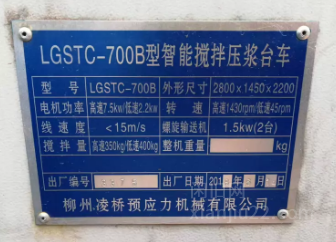 LGSTC-700B型智能搅拌压浆台车
型 号 LGSTC-700B 外形尺寸 2800×1450×2200
电机功率 高速7.5kw/低速2.2kw 转 速 高速1430rpm/低速45rpm
线速度 <15m/s 螺旋输送机 1.5kw(2台)
搅拌量 高速350kg/低速400kg 整机重量 kg
出厂编号 出厂日期 201 年 月
柳州凌桥预应力机械有限公司